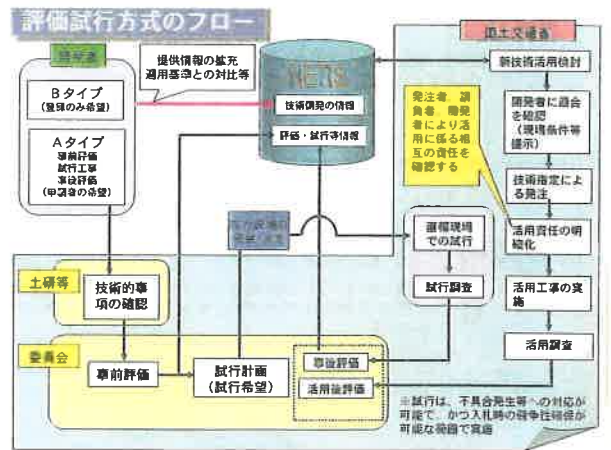 評価試行方式のフロー
国土交通省
提供情報の拡充
適用基準との対比等
Bタイプ
(登録のみ希望)
Aタイプ
事前評価
試行工事
事後評価
(申請者の希望)
技術開発の情報
評価・試行等情報
発注者、請
負者、開発
者により活
用に係る相
互の責任を
確認する
新技術活用検討
開発者に適合
を確認
(現場条件等
提示)
技術指定によ
る発注
活用責任の明
確化
活用工事の実
施
活用調査
選定現場
での試行
試行調査
土研等
技術的事
項の確認
委員会
事前評価
試行計画
(試行希望)
事後評価
活用後評価
※試行は、不具合発生等への対応が
可能で、かつ入札時の競争性確保が
可能な範囲で実施